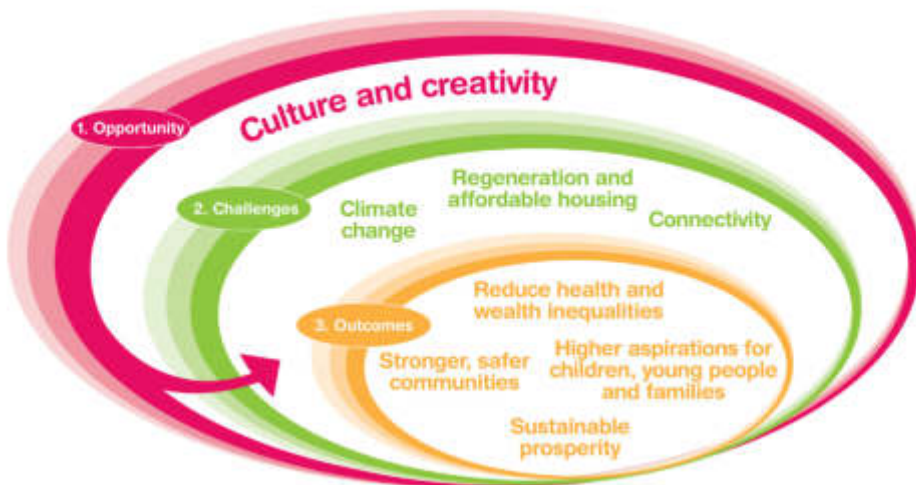 1. Opportunity
Culture and creativity
2. Challenges
Climate
change
Regeneration and
affordable housing
Connectivity
3. Outcomes
Reduce health and
wealth inequalities
Stronger, safer
communities
Higher aspirations for
children, young people
and families
Sustainable
prosperity